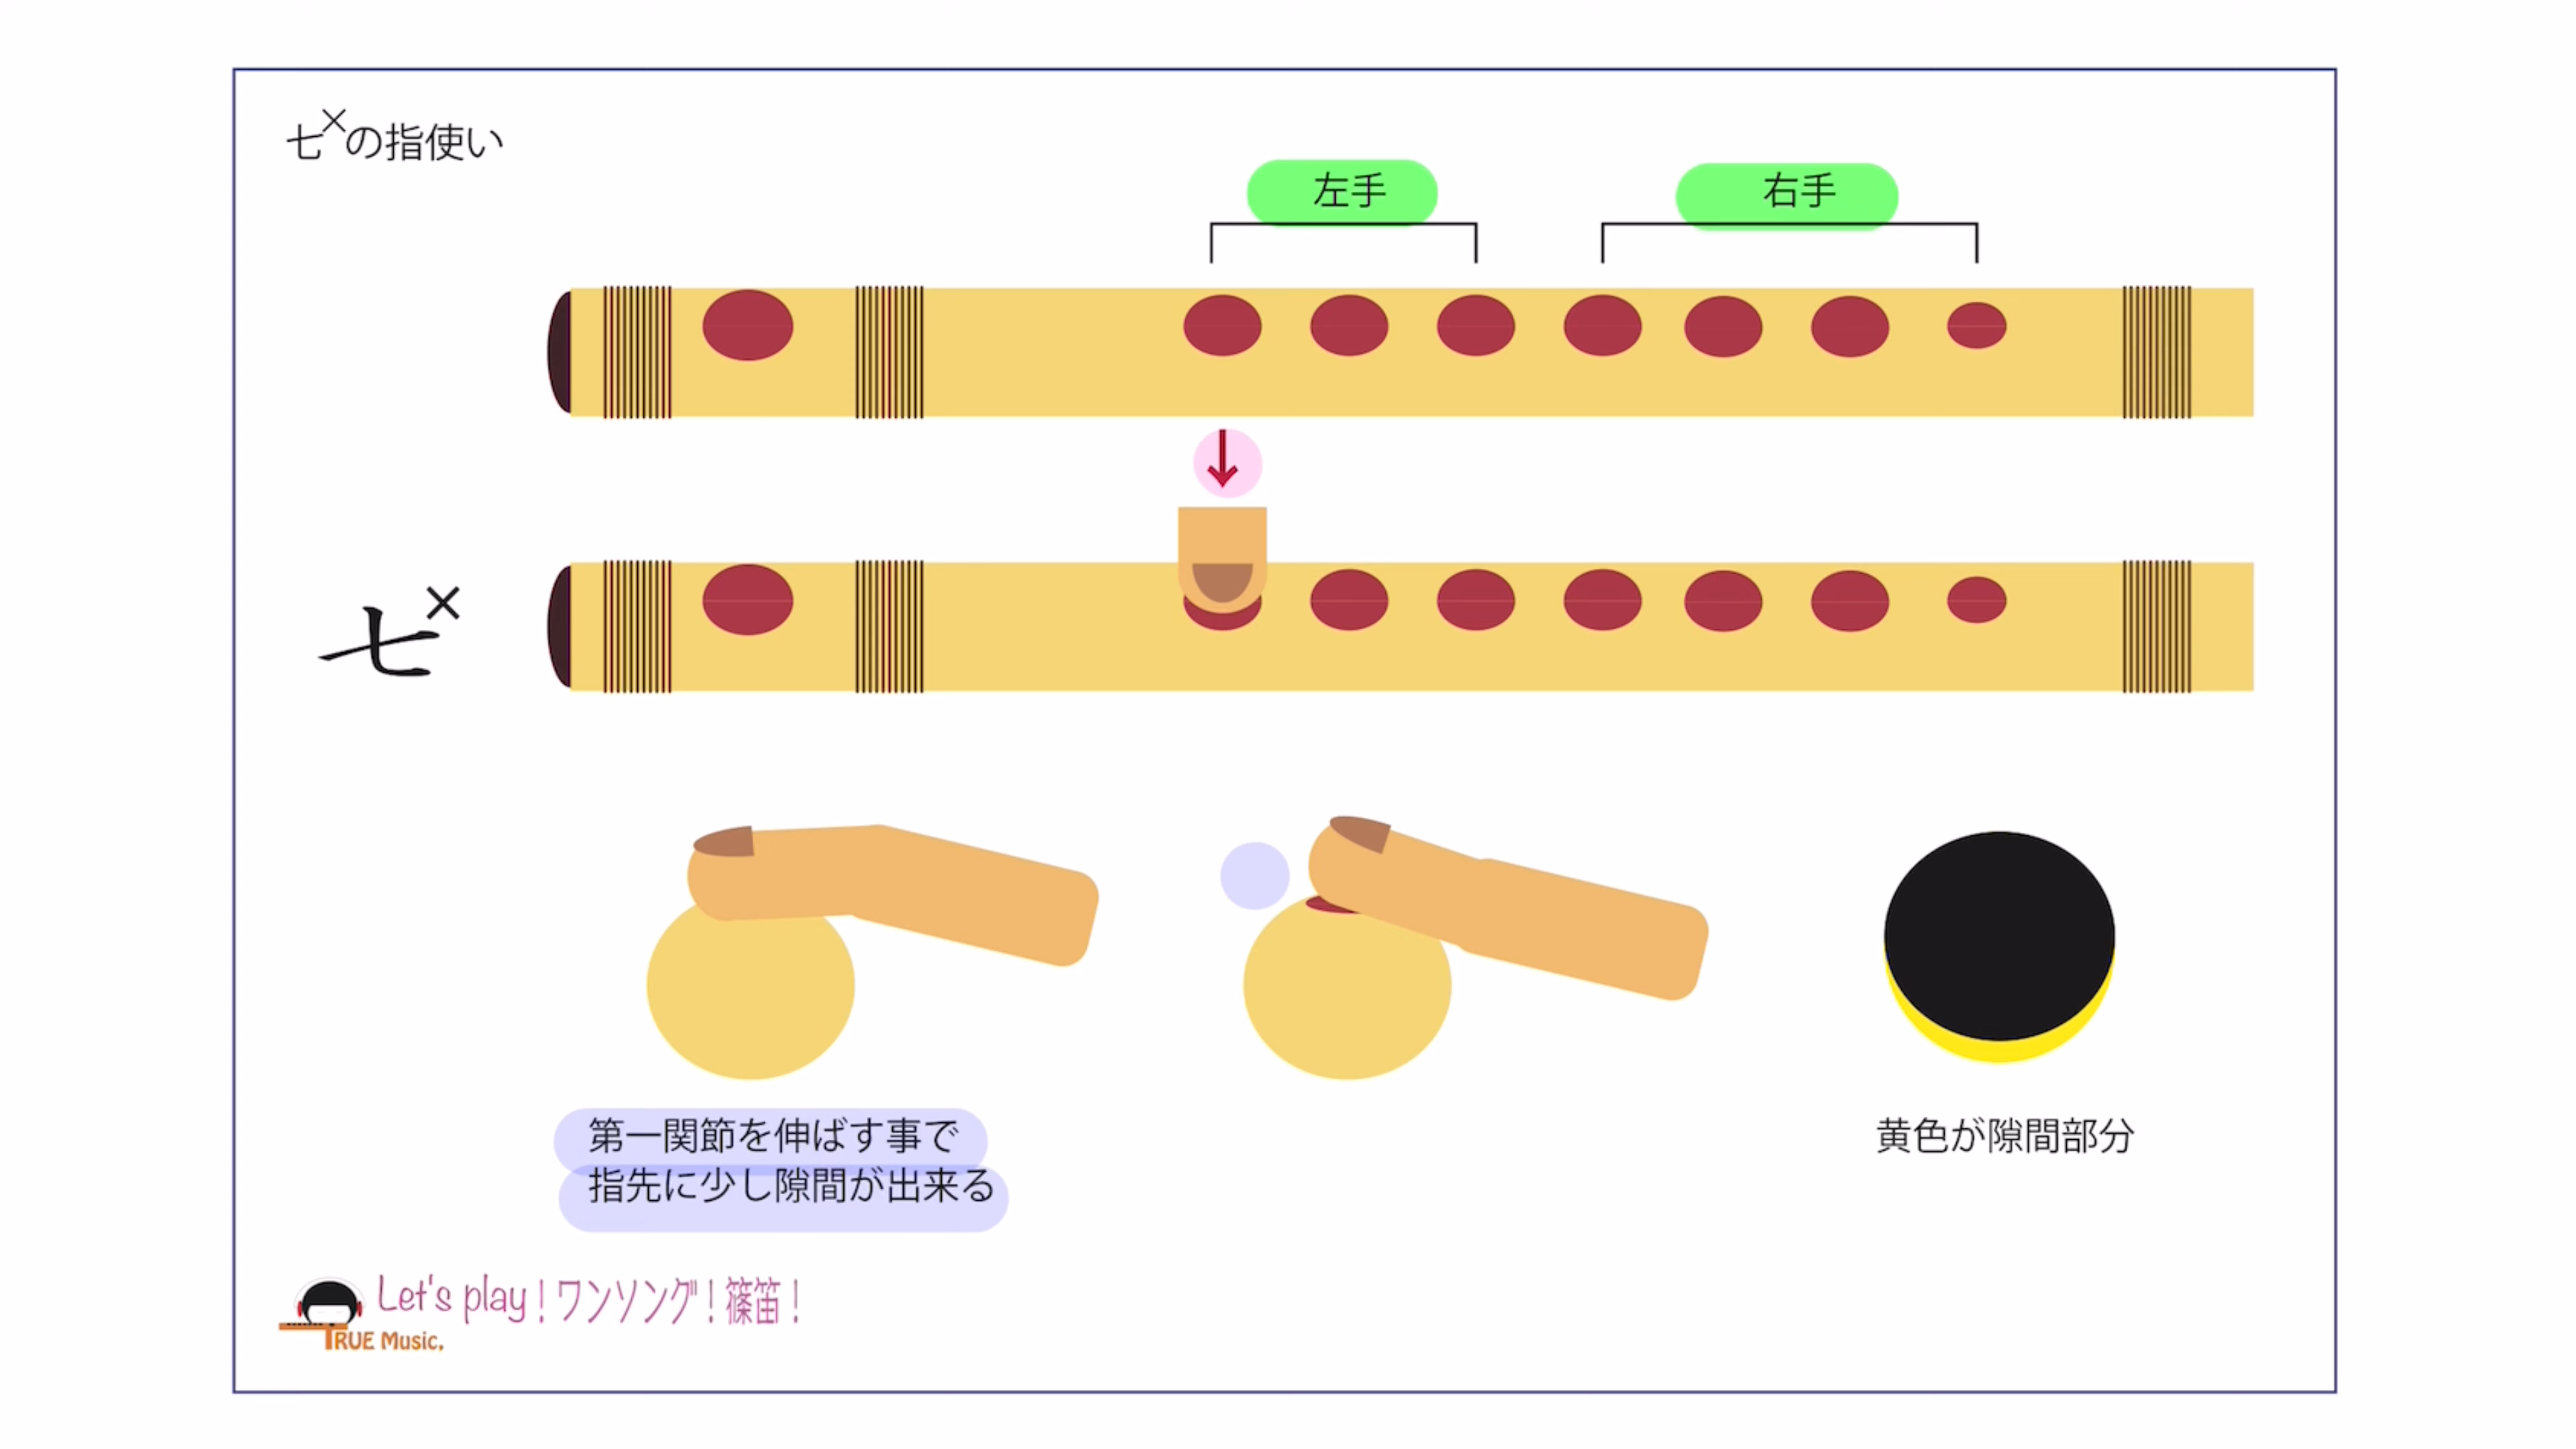 七×の指使い
左手
右手
七×
第一関節を伸ばす事で
指先に少し隙間が出来る
黄色が隙間部分
Let's play!ワンソング!篠笛!
TRUE Music.